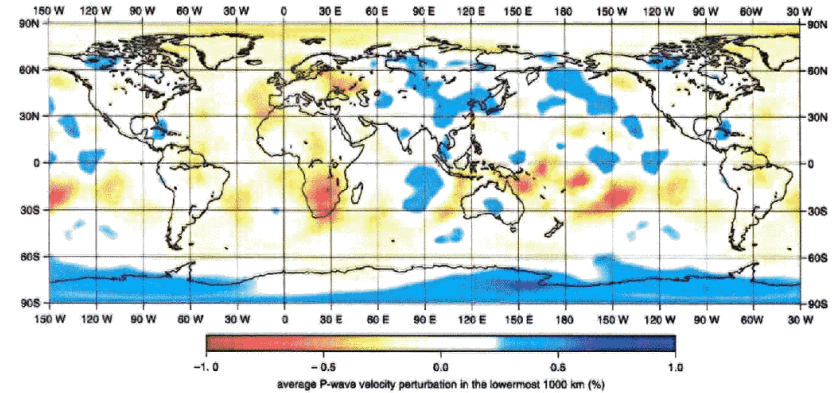 150 W 120 W 90 W 60 W 30 W 0 30 E 60 E 90 E 120 E 150 E 180 150 W 120 W 90 W 60 W 30 W
90N 90N
60N 60N
30N 30N
0 0
30S 30S
60S 60S
90S 90S
150 W 120 W 90 W 60 W 30 W 0 30 E 60 E 90 E 120 E 150 E 180 150 W 120 W 90 W 60 W 30 W
−1. 0 − 0.5 0.0 0.5 1.0
average P-wave velocity perturbation in the lowermost 1000 km (%)